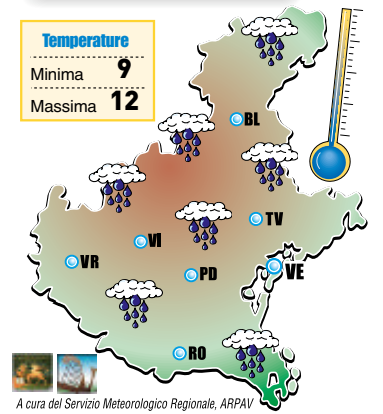 Temperature
Minima 9
Massima 12
BL
TV
VI
VR
PD
VE
RO
A cura del Servizio Meteorologico Regionale, ARPAV